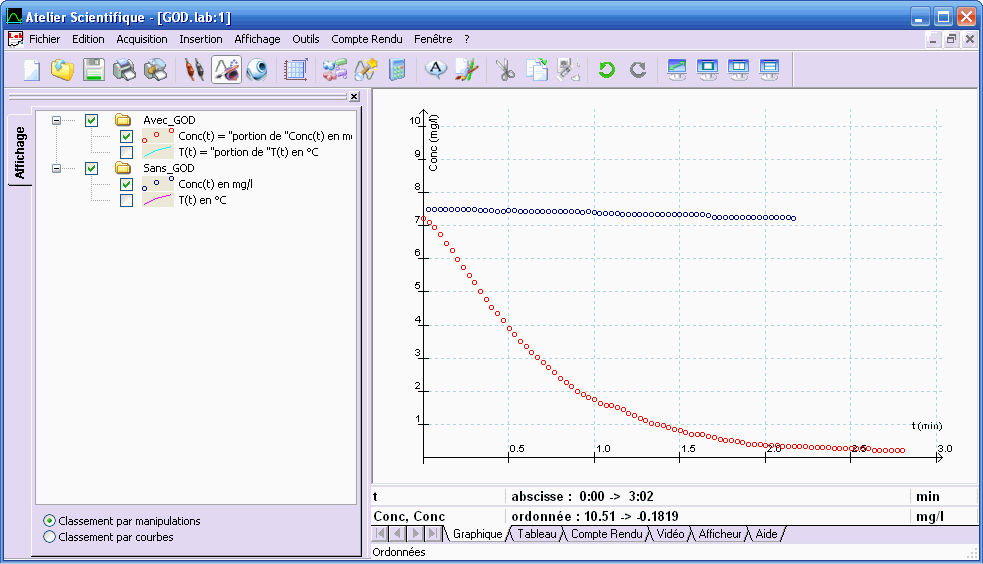 Atelier Scientifique - [GOD.lab:1]
Fichier Edition Acquisition Insertion Affichage Outils Compte Rendu Fenêtre ?
Affichage
Avec_GOD
Conc(t) = "portion de "Conc(t) en m
T(t) = "portion de "T(t) en °C
Sans_GOD
Conc(t) en mg/l
T(t) en °C
Classement par manipulations
Classement par courbes
Conc (mg/l)
10
9
8
7
6
5
4
3
2
1
0.5 1.0 1.5 2.0 2.5 3.0
t (min)
t abscisse : 0:00 -> 3:02 min
Conc, Conc ordonnée : 10.51 -> -0.1819 mg/l
Graphique Tableau Compte Rendu Vidéo Afficheur Aide
Ordonnées